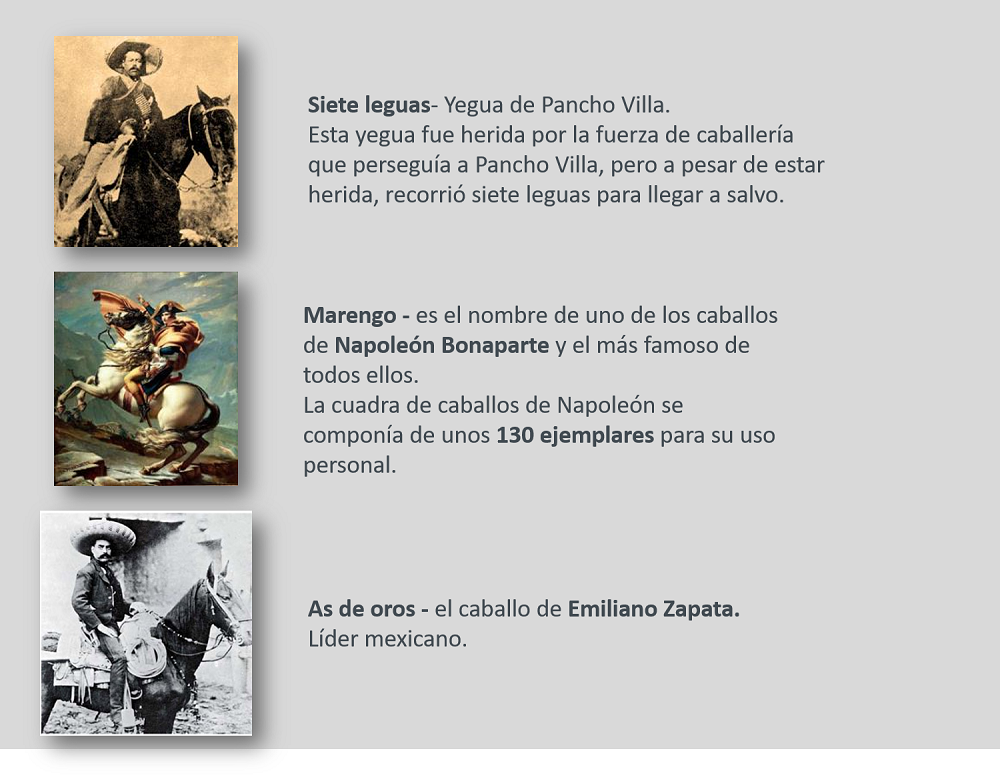 Siete leguas- Yegua de Pancho Villa.
Esta yegua fue herida por la fuerza de caballería
que perseguía a Pancho Villa, pero a pesar de estar
herida, recorrió siete leguas para llegar a salvo.
Marengo - es el nombre de uno de los caballos
de Napoleón Bonaparte y el más famoso de
todos ellos.
La cuadra de caballos de Napoleón se
componía de unos 130 ejemplares para su uso
personal.
As de oros - el caballo de Emiliano Zapata.
Líder mexicano.